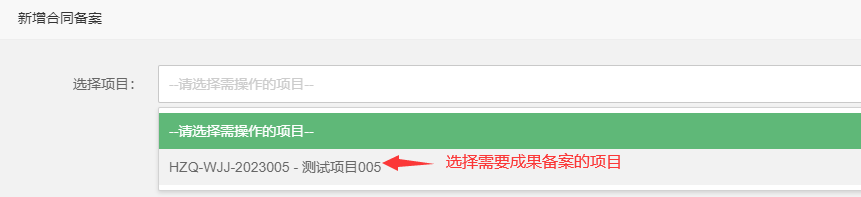 新增合同备案
选择项目： --请选择需操作的项目--
--请选择需操作的项目--
HZQ-WJJ-2023005 - 测试项目005 选择需要成果备案的项目